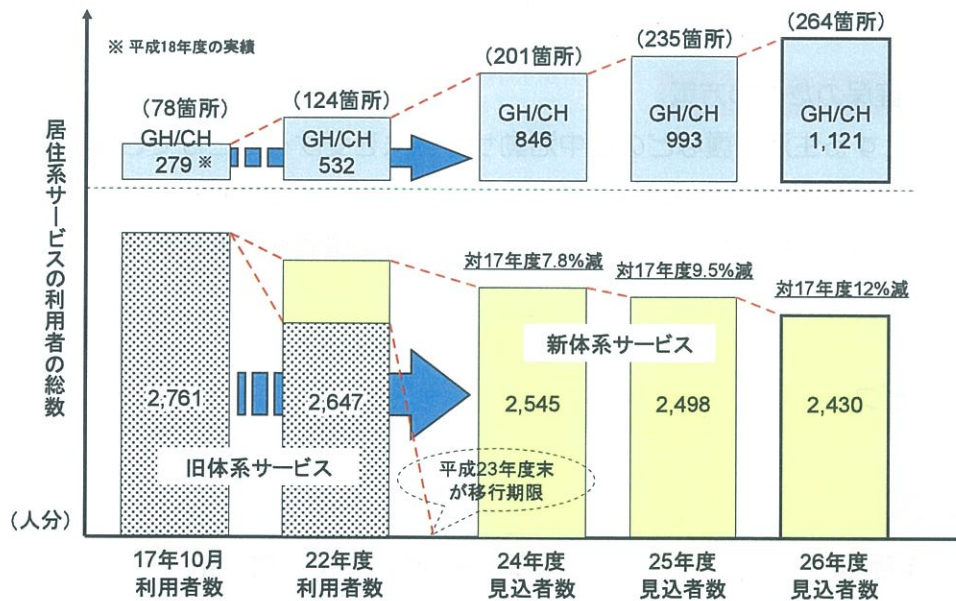 ※ 平成18年度の実績
(78箇所)
(124箇所)
(201箇所)
(235箇所)
(264箇所)
GH/CH
279 ※
GH/CH
532
GH/CH
846
GH/CH
993
GH/CH
1,121
居住系サービスの利用者の総数
(人分)
対17年度7.8%減
対17年度9.5%減
対17年度12%減
新体系サービス
2,761
2,647
2,545
2,498
2,430
旧体系サービス
平成23年度末
が移行期限
17年10月
利用者数
22年度
利用者数
24年度
見込者数
25年度
見込者数
26年度
見込者数